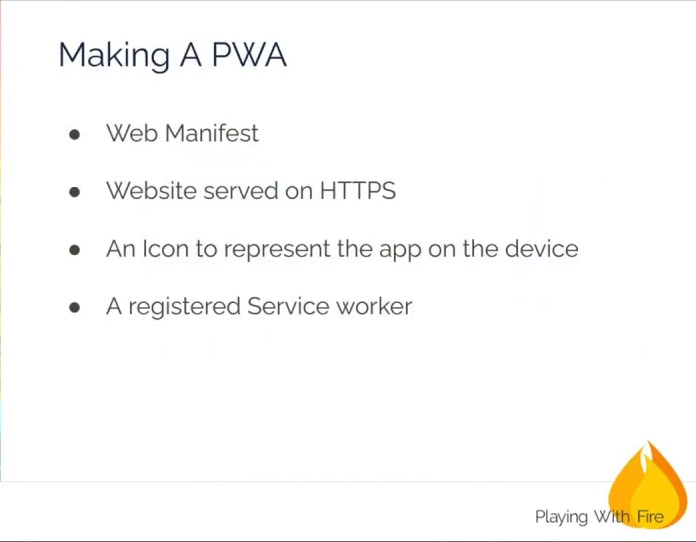 Making A PWA
● Web Manifest
● Website served on HTTPS
● An Icon to represent the app on the device
● A registered Service worker
Playing With Fire